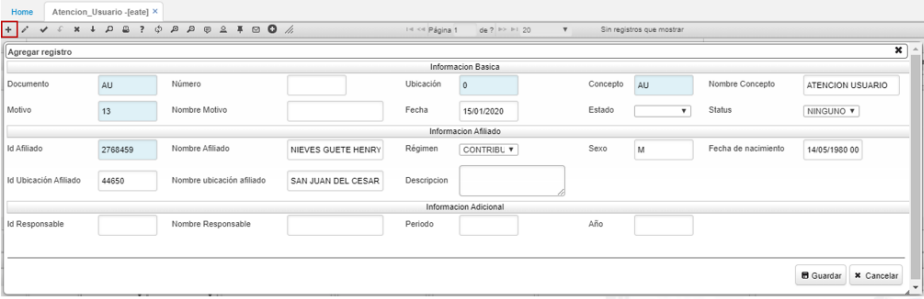 Home Atencion_Usuario -[eate] ×
Página 1 de ? 20 Sin registros que mostrar
Agregar registro
Informacion Basica
Documento AU Número Ubicación 0 Concepto AU Nombre Concepto ATENCION USUARIO
Motivo 13 Nombre Motivo Fecha 15/01/2020 Estado Status NINGUNO
Informacion Afiliado
Id Afiliado 2768459 Nombre Afiliado NIEVES GUETE HENRY Régimen CONTRIBU Sexo M Fecha de nacimiento 14/05/1980 00
Id Ubicación Afiliado 44650 Nombre ubicación afiliado SAN JUAN DEL CESAR Descripcion
Informacion Adicional
Id Responsable Nombre Responsable Periodo Año
Guardar Cancelar